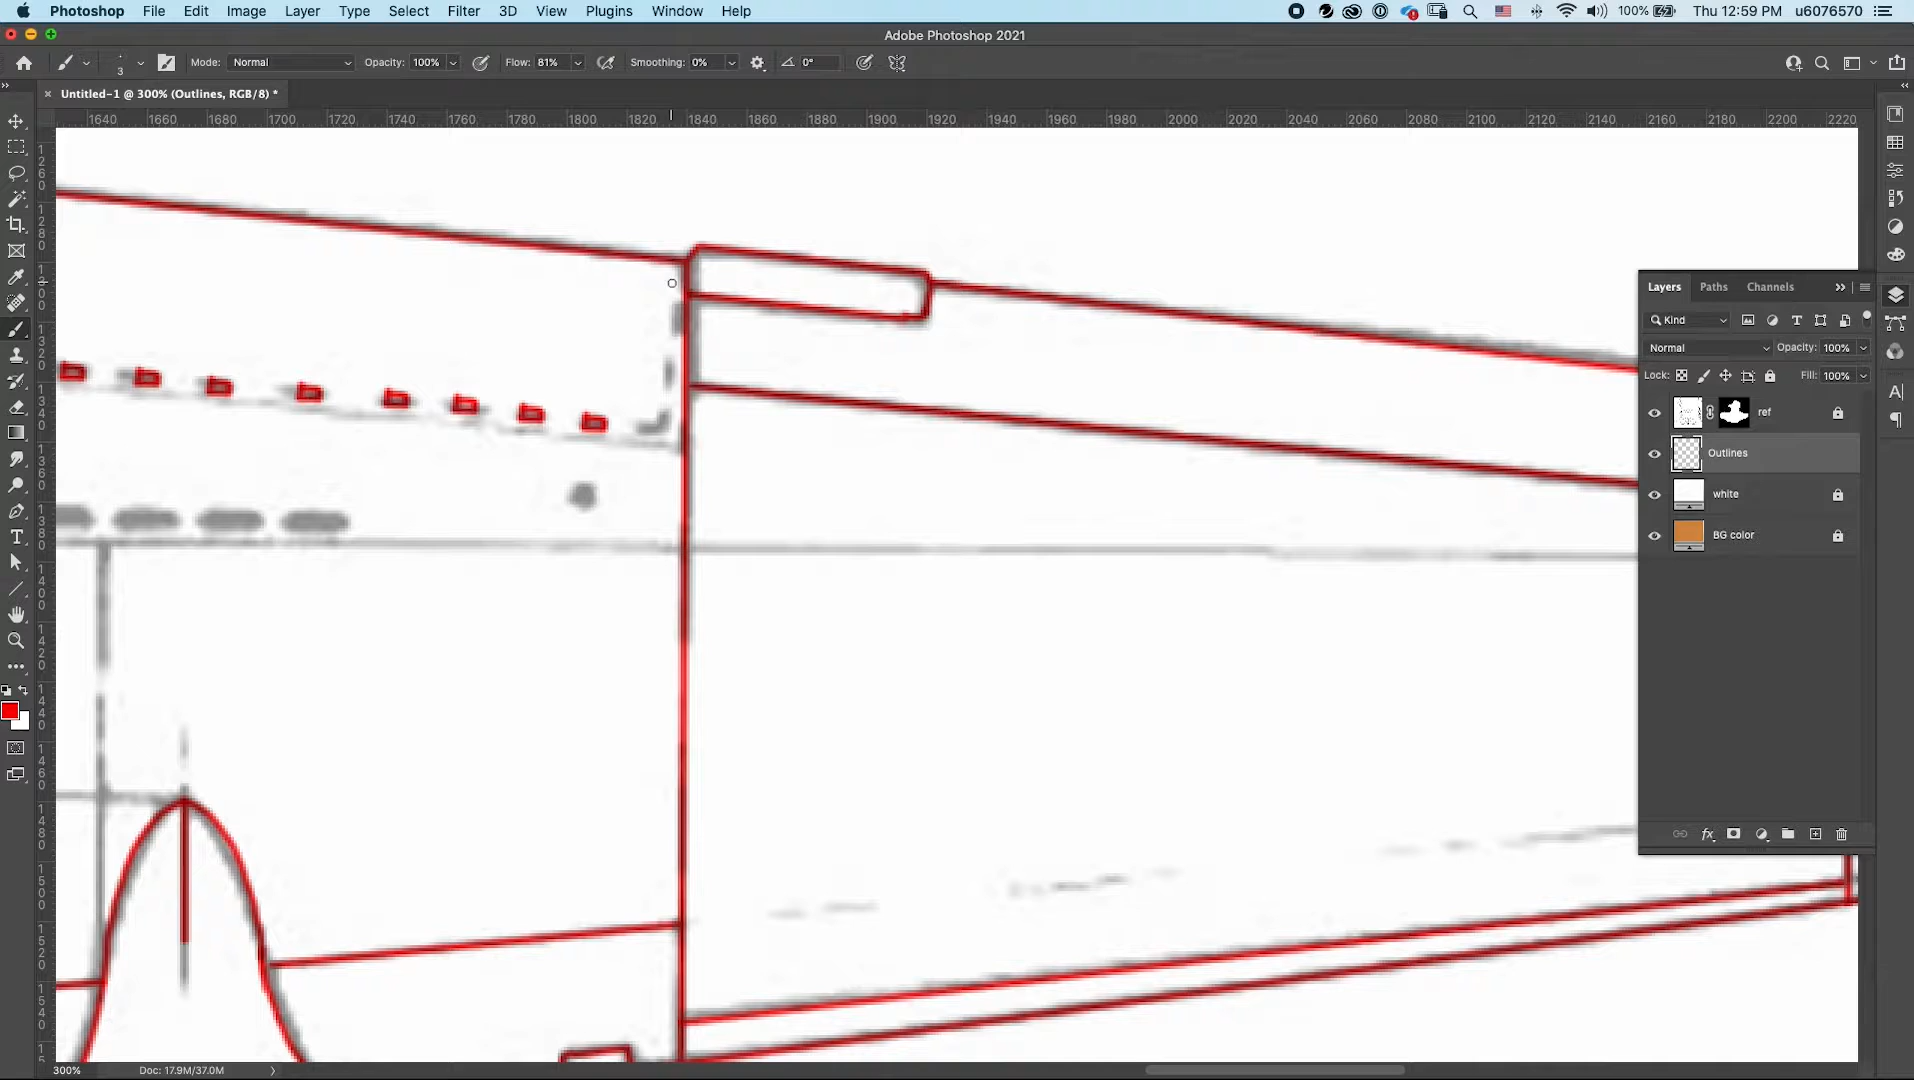 Photoshop File Edit Image Layer Type Select Filter 3D View Plugins Window Help 100% Thu 12:59 PM u6076570
Adobe Photoshop 2021
3 Mode: Normal Opacity: 100% Flow: 81% Smoothing: 0% 0°
× Untitled-1 @ 300% (Outlines, RGB/8) *
1640 1660 1680 1700 1720 1740 1760 1780 1800 1820 1840 1860 1880 1900 1920 1940 1960 1980 2000 2020 2040 2060 2080 2100 2120 2140 2160 2180 2200 2220
Layers Paths Channels
Kind
Normal Opacity: 100%
Lock: Fill: 100%
ref
Outlines
white
BG color
fx
300% Doc: 17.9M/37.0M